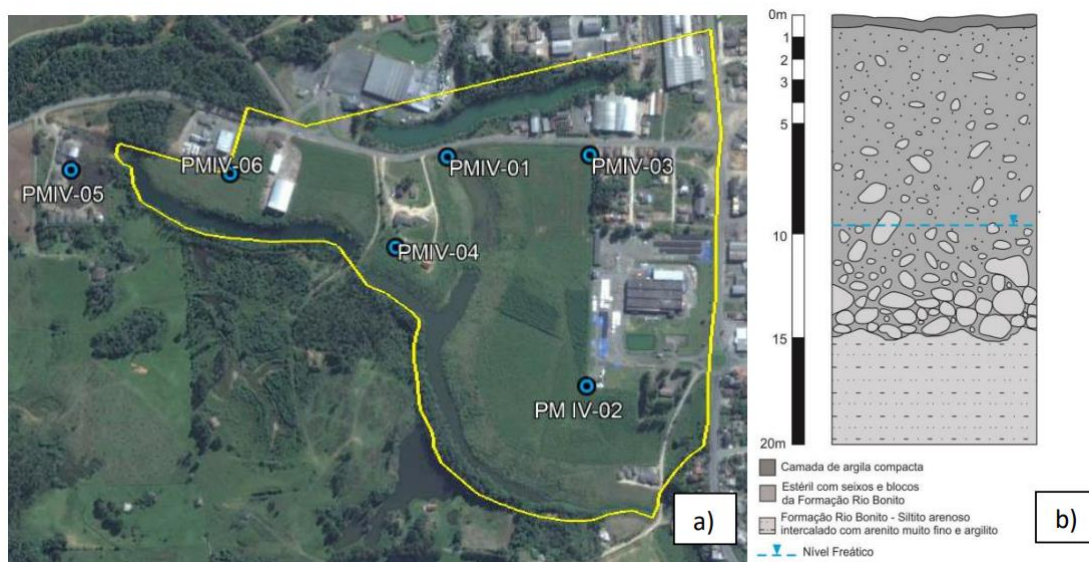 PMIV-05
PMIV-06
PMIV-01
PMIV-03
PMIV-04
PM IV-02
a)
0m
1
2
3
5
10
15
20m
Camada de argila compacta
Estéril com seixos e blocos
da Formação Rio Bonito
Formação Rio Bonito - Siltito arenoso
intercalado com arenito muito fino e argilito
Nível Freático
b)